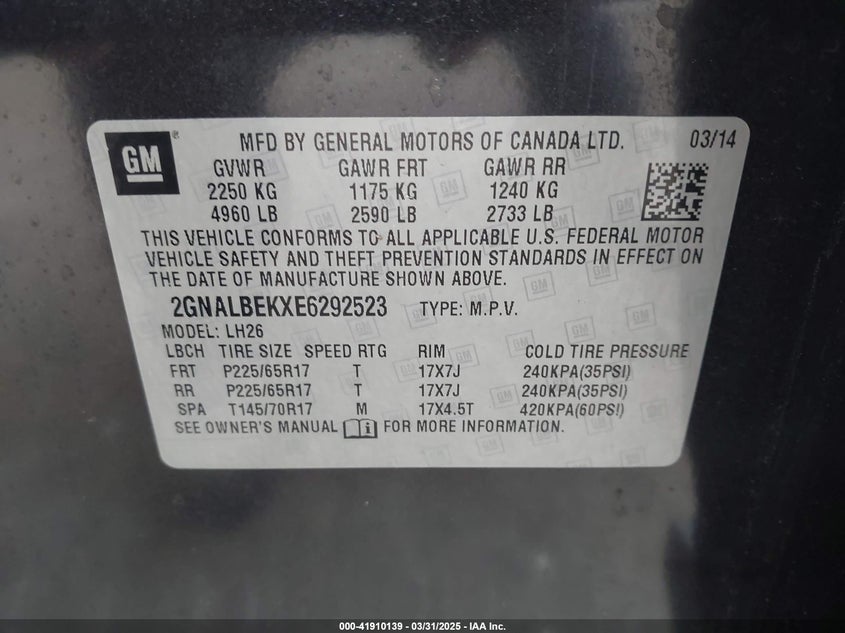 GM ® MFD BY GENERAL MOTORS OF CANADA LTD. 03/14
GVWR GAWR FRT GAWR RR
2250 KG 1175 KG 1240 KG
4960 LB 2590 LB 2733 LB
THIS VEHICLE CONFORMS TO ALL APPLICABLE U.S. FEDERAL MOTOR
VEHICLE SAFETY AND THEFT PREVENTION STANDARDS IN EFFECT ON
THE DATE OF MANUFACTURE SHOWN ABOVE.
2GNALBEKXE6292523 TYPE: M.P.V.
MODEL: LH26
LBCH TIRE SIZE SPEED RTG RIM COLD TIRE PRESSURE
FRT P225/65R17 T 17X7J 240KPA(35PSI)
RR P225/65R17 T 17X7J 240KPA(35PSI)
SPA T145/70R17 M 17X4.5T 420KPA(60PSI)
SEE OWNER'S MANUAL i FOR MORE INFORMATION.
000-41910139 - 03/31/2025 - IAA Inc.